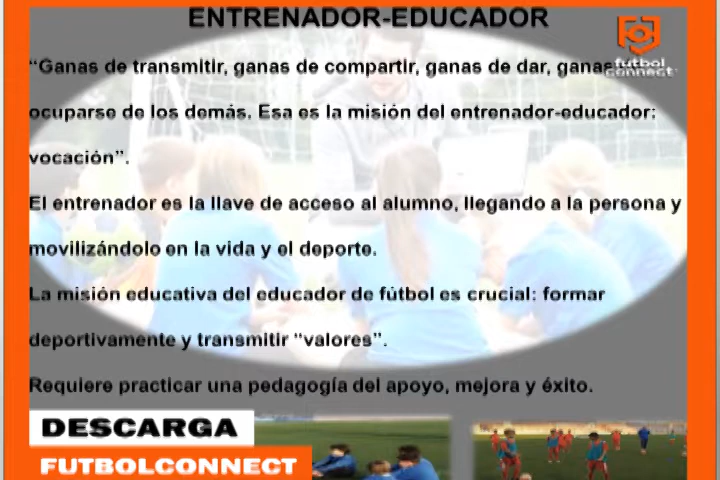 ENTRENADOR-EDUCADOR
futbol
connect
“Ganas de transmitir, ganas de compartir, ganas de dar, ganas
ocuparse de los demás. Esa es la misión del entrenador-educador:
vocación”.
El entrenador es la llave de acceso al alumno, llegando a la persona y
movilizándolo en la vida y el deporte.
La misión educativa del educador de fútbol es crucial: formar
deportivamente y transmitir “valores”.
Requiere practicar una pedagogía del apoyo, mejora y éxito.
DESCARGA
FUTBOLCONNECT